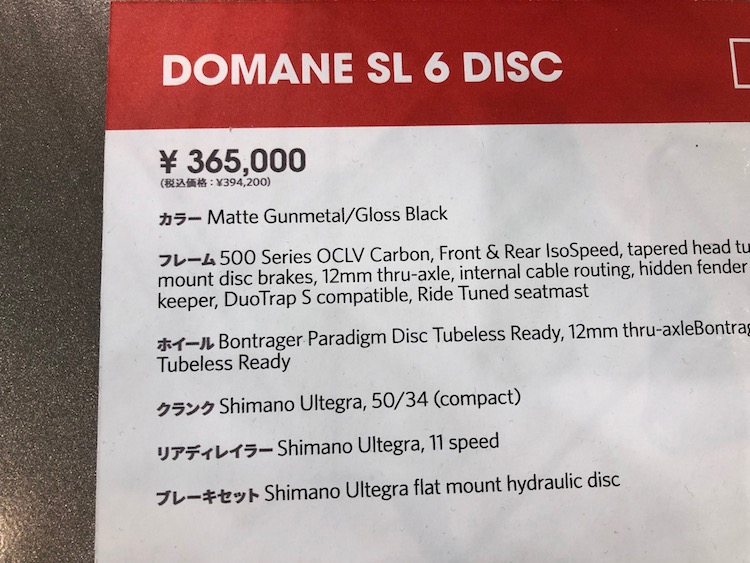 DOMANE SL 6 DISC
¥ 365,000
(税込価格：¥394,200)
カラー Matte Gunmetal/Gloss Black
フレーム 500 Series OCLV Carbon, Front & Rear IsoSpeed, tapered head
mount disc brakes, 12mm thru-axle, internal cable routing, hidden fender
keeper, DuoTrap S compatible, Ride Tuned seatmast
ホイール Bontrager Paradigm Disc Tubeless Ready, 12mm thru-axle
Tubeless Ready
クランク Shimano Ultegra, 50/34 (compact)
リアディレイラー Shimano Ultegra, 11 speed
ブレーキセット Shimano Ultegra flat mount hydraulic disc